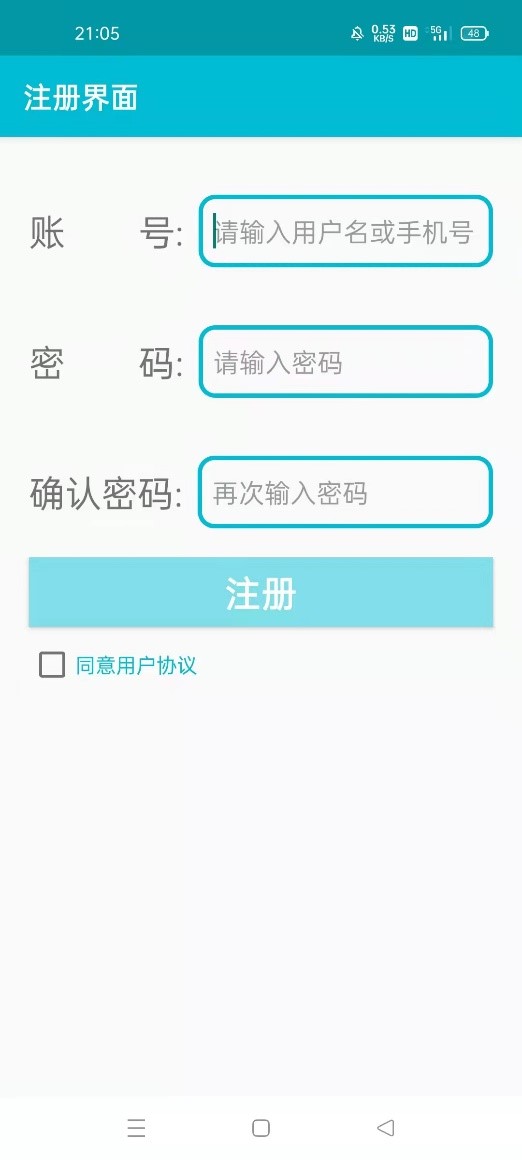 21:05 0.53 KB/S HD 5G 48
注册界面
账 号: 请输入用户名或手机号
密 码: 请输入密码
确认密码: 再次输入密码
注册
同意用户协议